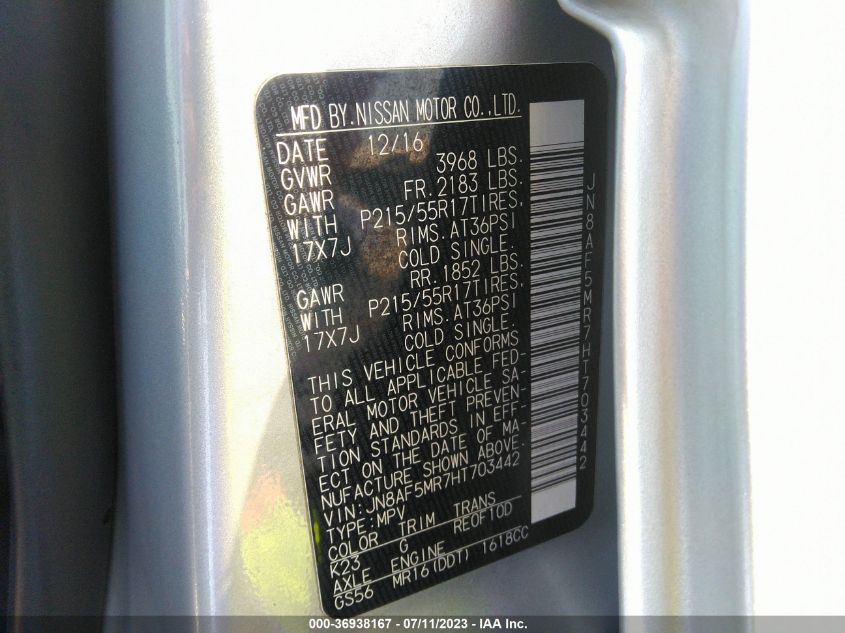 MFD BY.NISSAN MOTOR CO.,LTD.
DATE 12/16
GVWR 3968 LBS.
GAWR FR.2183 LBS.
WITH P215/55R17TIRES,
17X7J RIMS.AT36PSI
COLD SINGLE.
GAWR RR.1852 LBS.
WITH P215/55R17TIRES,
17X7J RIMS.AT36PSI
COLD SINGLE.
THIS VEHICLE CONFORMS
TO ALL APPLICABLE FED-
ERAL MOTOR VEHICLE SA-
FETY AND THEFT PREVEN-
TION STANDARDS IN EFF-
ECT ON THE DATE OF MA-
NUFACTURE SHOWN ABOVE.
VIN:JN8AF5MR7HT703442
TYPE:MPV
COLOR TRIM TRANS
K23 G RE0F10D
AXLE ENGINE
GS56 MR16(DDT) 1618CC
JN8AF5MR7HT703442
000-36938167 - 07/11/2023 - IAA Inc.